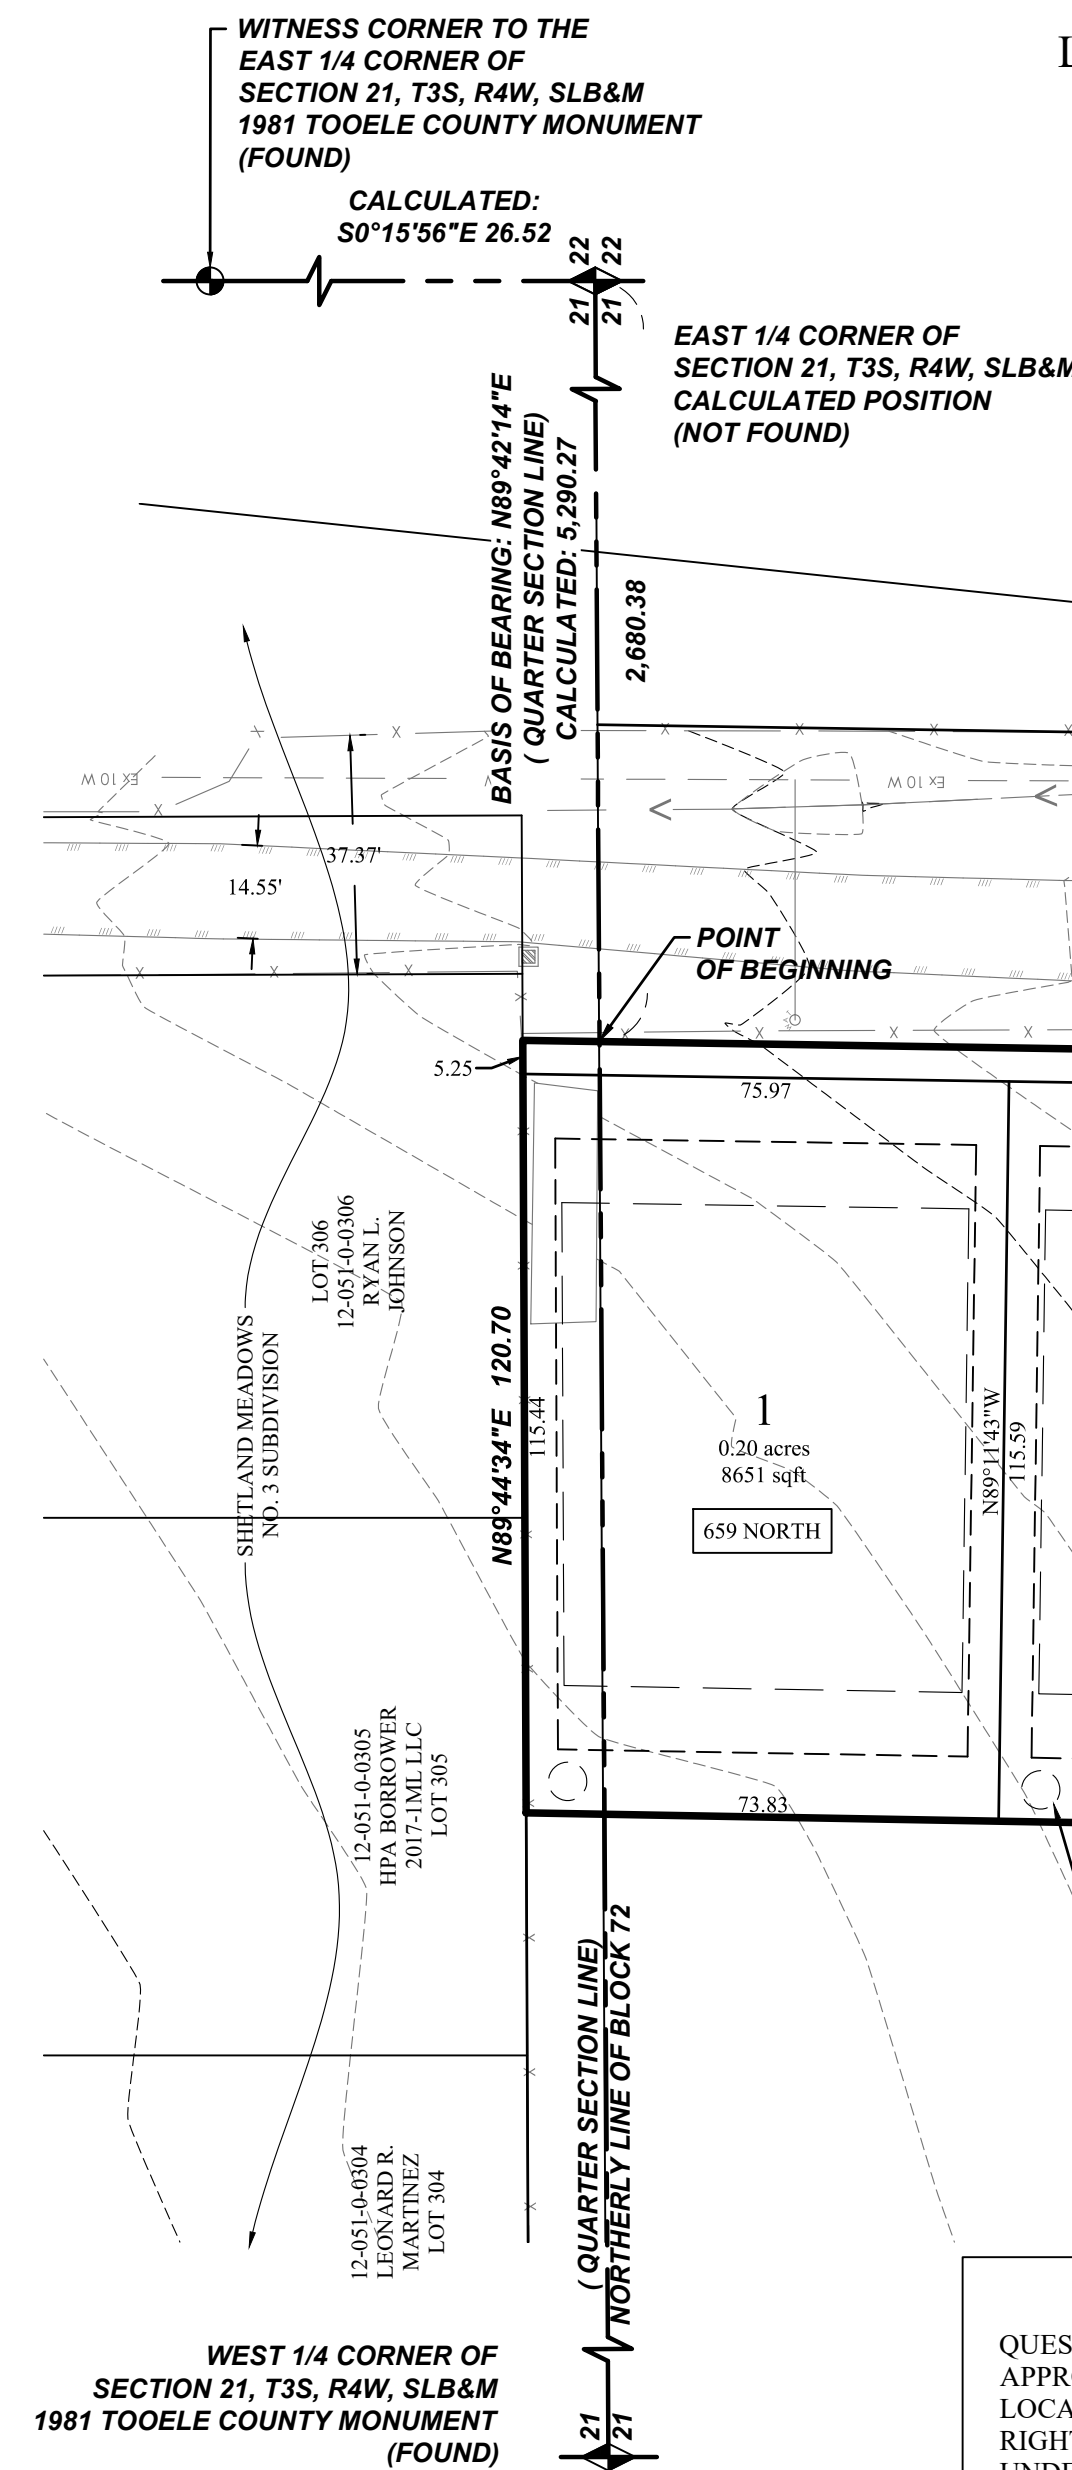 WITNESS CORNER TO THE
EAST 1/4 CORNER OF
SECTION 21, T3S, R4W, SLB&M
1981 TOOELE COUNTY MONUMENT
(FOUND)
CALCULATED:
S0°15'56"E 26.52
22
22
21
21
EAST 1/4 CORNER OF
SECTION 21, T3S, R4W, SLB&M
CALCULATED POSITION
(NOT FOUND)
BASIS OF BEARING: N89°42'14"E
( QUARTER SECTION LINE)
CALCULATED: 5,290.27
2,680.38
Ex 10 W
Ex 10 W
37.37'
14.55'
POINT
OF BEGINNING
5.25
75.97
LOT 306
12-051-0-0306
RYAN L.
JOHNSON
SHETLAND MEADOWS
NO. 3 SUBDIVISION
N89°44'34"E 120.70
115.44
1
0.20 acres
8651 sqft
659 NORTH
N89°11'43"W
115.59
73.83
12-051-0-0305
HPA BORROWER
2017-1ML LLC
LOT 305
( QUARTER SECTION LINE)
NORTHERLY LINE OF BLOCK 72
12-051-0-0304
LEONARD R.
MARTINEZ
LOT 304
WEST 1/4 CORNER OF
SECTION 21, T3S, R4W, SLB&M
1981 TOOELE COUNTY MONUMENT
(FOUND)
21
21
QUES
APPR
LOCA
RIGHT